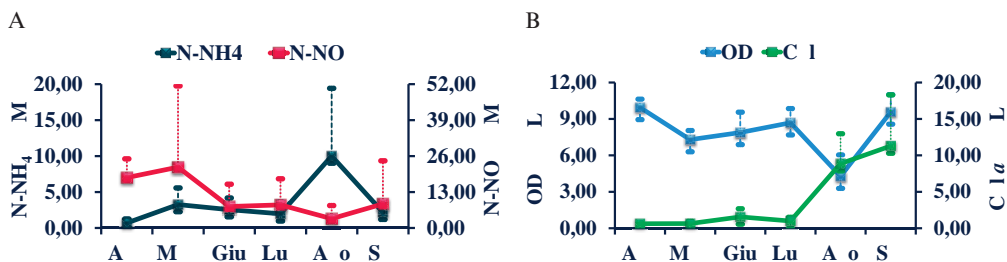 A
N-NH4 N-NO
20,00
15,00
10,00
5,00
0,00
N-NH₄ M
52,00
39,00
26,00
13,00
0,00
N-NO M
A M Giu Lu A o S
B
OD C l
12,00
9,00
6,00
3,00
0,00
OD L
20,00
15,00
10,00
5,00
0,00
C l a L
A M Giu Lu A o S